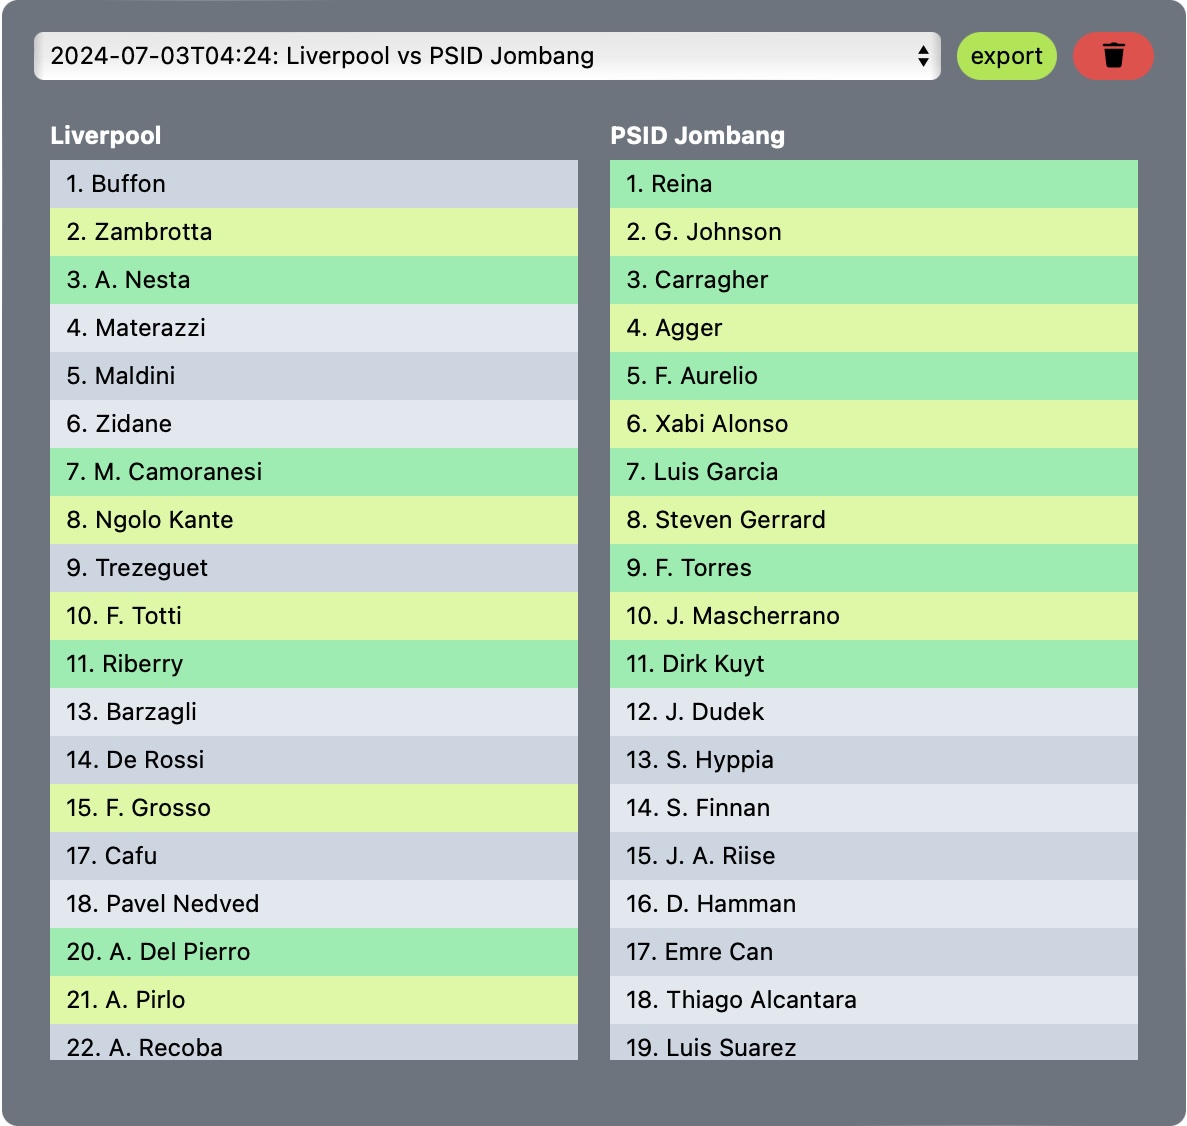 2024-07-03T04:24: Liverpool vs PSID Jombang
export
Liverpool
1. Buffon
2. Zambrotta
3. A. Nesta
4. Materazzi
5. Maldini
6. Zidane
7. M. Camoranesi
8. Ngolo Kante
9. Trezeguet
10. F. Totti
11. Riberry
13. Barzagli
14. De Rossi
15. F. Grosso
17. Cafu
18. Pavel Nedved
20. A. Del Pierro
21. A. Pirlo
22. A. Recoba
PSID Jombang
1. Reina
2. G. Johnson
3. Carragher
4. Agger
5. F. Aurelio
6. Xabi Alonso
7. Luis Garcia
8. Steven Gerrard
9. F. Torres
10. J. Mascherrano
11. Dirk Kuyt
12. J. Dudek
13. S. Hyppia
14. S. Finnan
15. J. A. Riise
16. D. Hamman
17. Emre Can
18. Thiago Alcantara
19. Luis Suarez